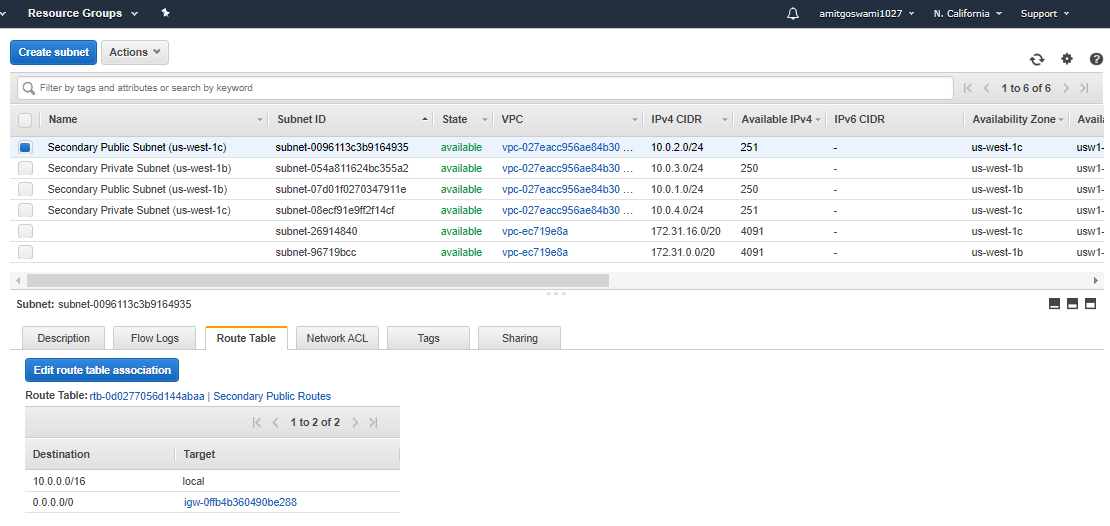 Resource Groups amitgoswami1027 N. California Support
Create subnet Actions
Filter by tags and attributes or search by keyword 1 to 6 of 6
Name Subnet ID State VPC IPv4 CIDR Available IPv4 IPv6 CIDR Availability Zone Availa
Secondary Public Subnet (us-west-1c) subnet-0096113c3b9164935 available vpc-027eacc956ae84b30 ... 10.0.2.0/24 251 - us-west-1c usw1-
Secondary Private Subnet (us-west-1b) subnet-054a811624bc355a2 available vpc-027eacc956ae84b30 ... 10.0.3.0/24 250 - us-west-1b usw1-
Secondary Public Subnet (us-west-1b) subnet-07d01f0270347911e available vpc-027eacc956ae84b30 ... 10.0.1.0/24 250 - us-west-1b usw1-
Secondary Private Subnet (us-west-1c) subnet-08ecf91e9ff2f14cf available vpc-027eacc956ae84b30 ... 10.0.4.0/24 251 - us-west-1c usw1-
subnet-26914840 available vpc-ec719e8a 172.31.16.0/20 4091 - us-west-1c usw1-
subnet-96719bcc available vpc-ec719e8a 172.31.0.0/20 4091 - us-west-1b usw1-
Subnet: subnet-0096113c3b9164935
Description Flow Logs Route Table Network ACL Tags Sharing
Edit route table association
Route Table: rtb-0d0277056d144abaa | Secondary Public Routes
1 to 2 of 2
Destination Target
10.0.0.0/16 local
0.0.0.0/0 igw-0ffb4b360490be288